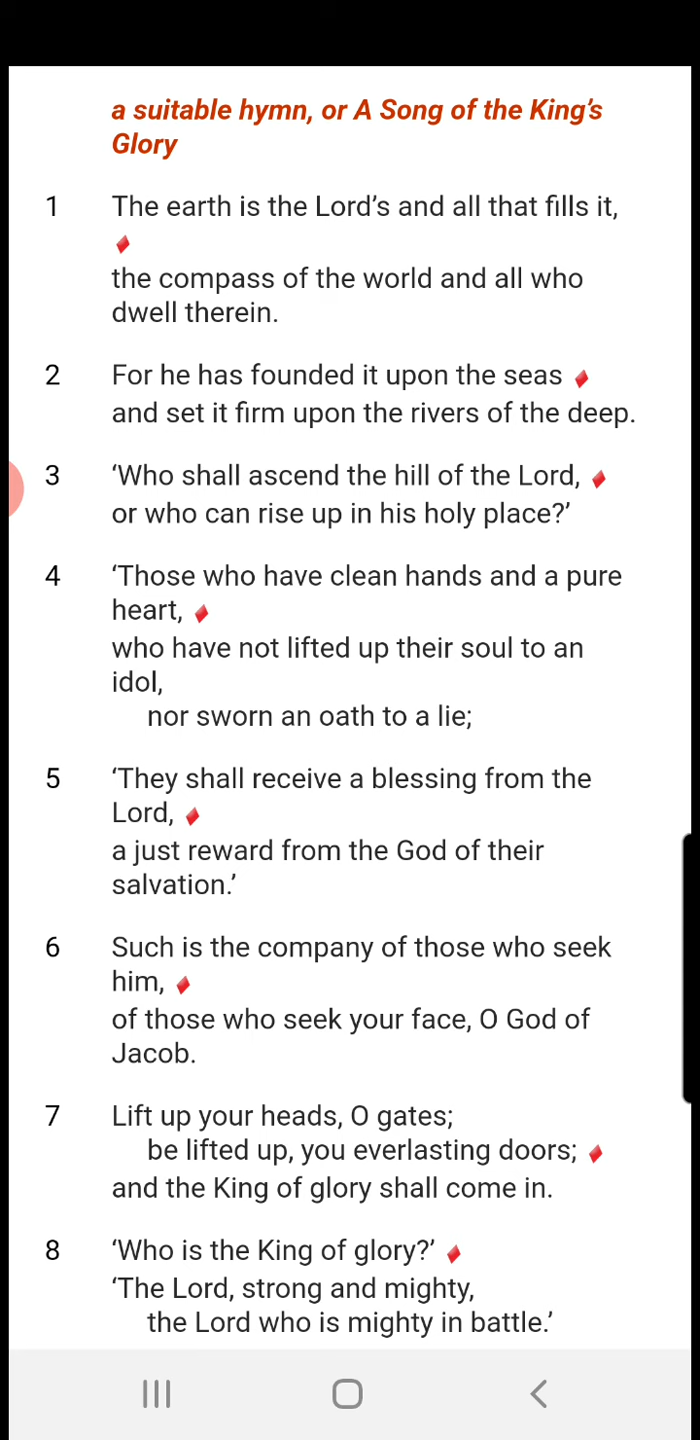 a suitable hymn, or A Song of the King's
Glory
1 The earth is the Lord's and all that fills it,
♦
the compass of the world and all who
dwell therein.
2 For he has founded it upon the seas ♦
and set it firm upon the rivers of the deep.
3 ‘Who shall ascend the hill of the Lord, ♦
or who can rise up in his holy place?’
4 ‘Those who have clean hands and a pure
heart, ♦
who have not lifted up their soul to an
idol,
nor sworn an oath to a lie;
5 ‘They shall receive a blessing from the
Lord, ♦
a just reward from the God of their
salvation.’
6 Such is the company of those who seek
him, ♦
of those who seek your face, O God of
Jacob.
7 Lift up your heads, O gates;
be lifted up, you everlasting doors; ♦
and the King of glory shall come in.
8 ‘Who is the King of glory?’ ♦
‘The Lord, strong and mighty,
the Lord who is mighty in battle.’